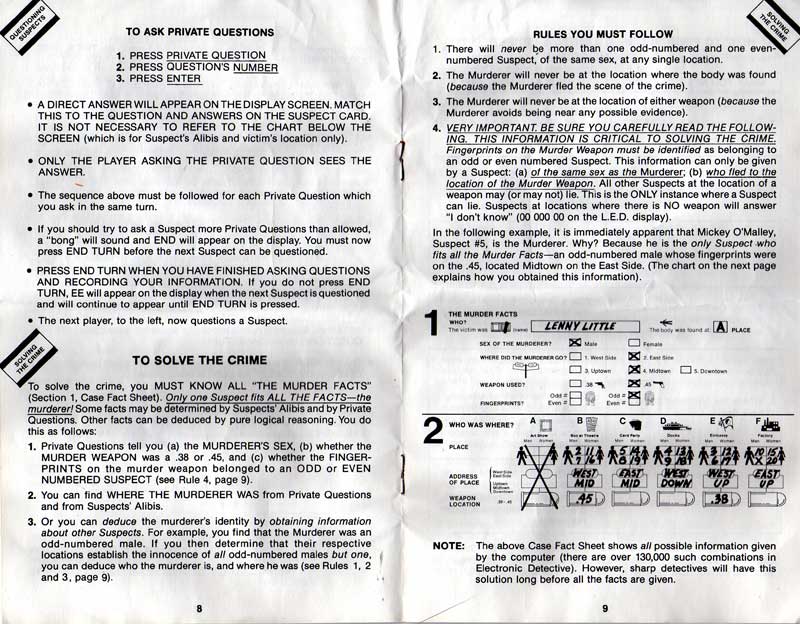 QUESTIONING
SUSPECTS
TO ASK PRIVATE QUESTIONS
1. PRESS PRIVATE QUESTION
2. PRESS QUESTION'S NUMBER
3. PRESS ENTER
• A DIRECT ANSWER WILL APPEAR ON THE DISPLAY SCREEN. MATCH
THIS TO THE QUESTION AND ANSWERS ON THE SUSPECT CARD.
IT IS NOT NECESSARY TO REFER TO THE CHART BELOW THE
SCREEN (which is for Suspect's Alibis and victim's location only).
• ONLY THE PLAYER ASKING THE PRIVATE QUESTION SEES THE
ANSWER.
• The sequence above must be followed for each Private Question which
you ask in the same turn.
• If you should try to ask a Suspect more Private Questions than allowed,
a "bong" will sound and END will appear on the display. You must now
press END TURN before the next Suspect can be questioned.
• PRESS END TURN WHEN YOU HAVE FINISHED ASKING QUESTIONS
AND RECORDING YOUR INFORMATION. If you do not press END
TURN, EE will appear on the display when the next Suspect is questioned
and will continue to appear until END TURN is pressed.
• The next player, to the left, now questions a Suspect.
SOLVING
THE CRIME
TO SOLVE THE CRIME
To solve the crime, you MUST KNOW ALL "THE MURDER FACTS"
(Section 1, Case Fact Sheet). Only one Suspect fits ALL THE FACTS—the
murderer! Some facts may be determined by Suspects' Alibis and by Private
Questions. Other facts can be deduced by pure logical reasoning. You do
this as follows:
1. Private Questions tell you (a) the MURDERER'S SEX, (b) whether the
MURDER WEAPON was a .38 or .45, and (c) whether the FINGER-
PRINTS on the murder weapon belonged to an ODD or EVEN
NUMBERED SUSPECT (see Rule 4, page 9).
2. You can find WHERE THE MURDERER WAS from Private Questions
and from Suspects' Alibis.
3. Or you can deduce the murderer's identity by obtaining information
about other Suspects. For example, you find that the Murderer was an
odd-numbered male. If you then determine that their respective
locations establish the innocence of all odd-numbered males but one,
you can deduce who the murderer is, and where he was (see Rules 1, 2
and 3, page 9).
8
SOLVING
THE CRIME
RULES YOU MUST FOLLOW
1. There will never be more than one odd-numbered and one even-
numbered Suspect, of the same sex, at any single location.
2. The Murderer will never be at the location where the body was found
(because the Murderer fled the scene of the crime).
3. The Murderer will never be at the location of either weapon (because the
Murderer avoids being near any possible evidence).
4. VERY IMPORTANT. BE SURE YOU CAREFULLY READ THE FOLLOW-
ING. THIS INFORMATION IS CRITICAL TO SOLVING THE CRIME.
Fingerprints on the Murder Weapon must be identified as belonging to
an odd or even numbered Suspect. This information can only be given
by a Suspect: (a) of the same sex as the Murderer; (b) who fled to the
location of the Murder Weapon. All other Suspects at the location of a
weapon may (or may not) lie. This is the ONLY instance where a Suspect
can lie. Suspects at locations where there is NO weapon will answer
"I don't know" (00 000 00 on the L.E.D. display).
In the following example, it is immediately apparent that Mickey O'Malley,
Suspect #5, is the Murderer. Why? Because he is the only Suspect who
fits all the Murder Facts—an odd-numbered male whose fingerprints were
on the .45, located Midtown on the East Side. (The chart on the next page
explains how you obtained this information).
1 THE MURDER FACTS
WHO?
The victim was (name) LENNY LITTLE The body was found at: A PLACE
SEX OF THE MURDERER? Male Female
WHERE DID THE MURDERER GO? 1. West Side 2. East Side
3. Uptown 4. Midtown 5. Downtown
WEAPON USED? .38 .45
FINGERPRINTS? Odd # Even # Odd # Even #
2 WHO WAS WHERE?
A B C D E F
PLACE Art Show Box at Theatre Card Party Docks Embassy Factory
Men Women Men Women Men Women Men Women Men Women Men Women
ADDRESS OF PLACE West Side East Side WEST EAST WEST WEST EAST
Uptown Midtown Downtown MID MID DOWN UP UP
WEAPON LOCATION .38-.45 .45 .38
NOTE: The above Case Fact Sheet shows all possible information given
by the computer (there are over 130,000 such combinations in
Electronic Detective). However, sharp detectives will have this
solution long before all the facts are given.
9